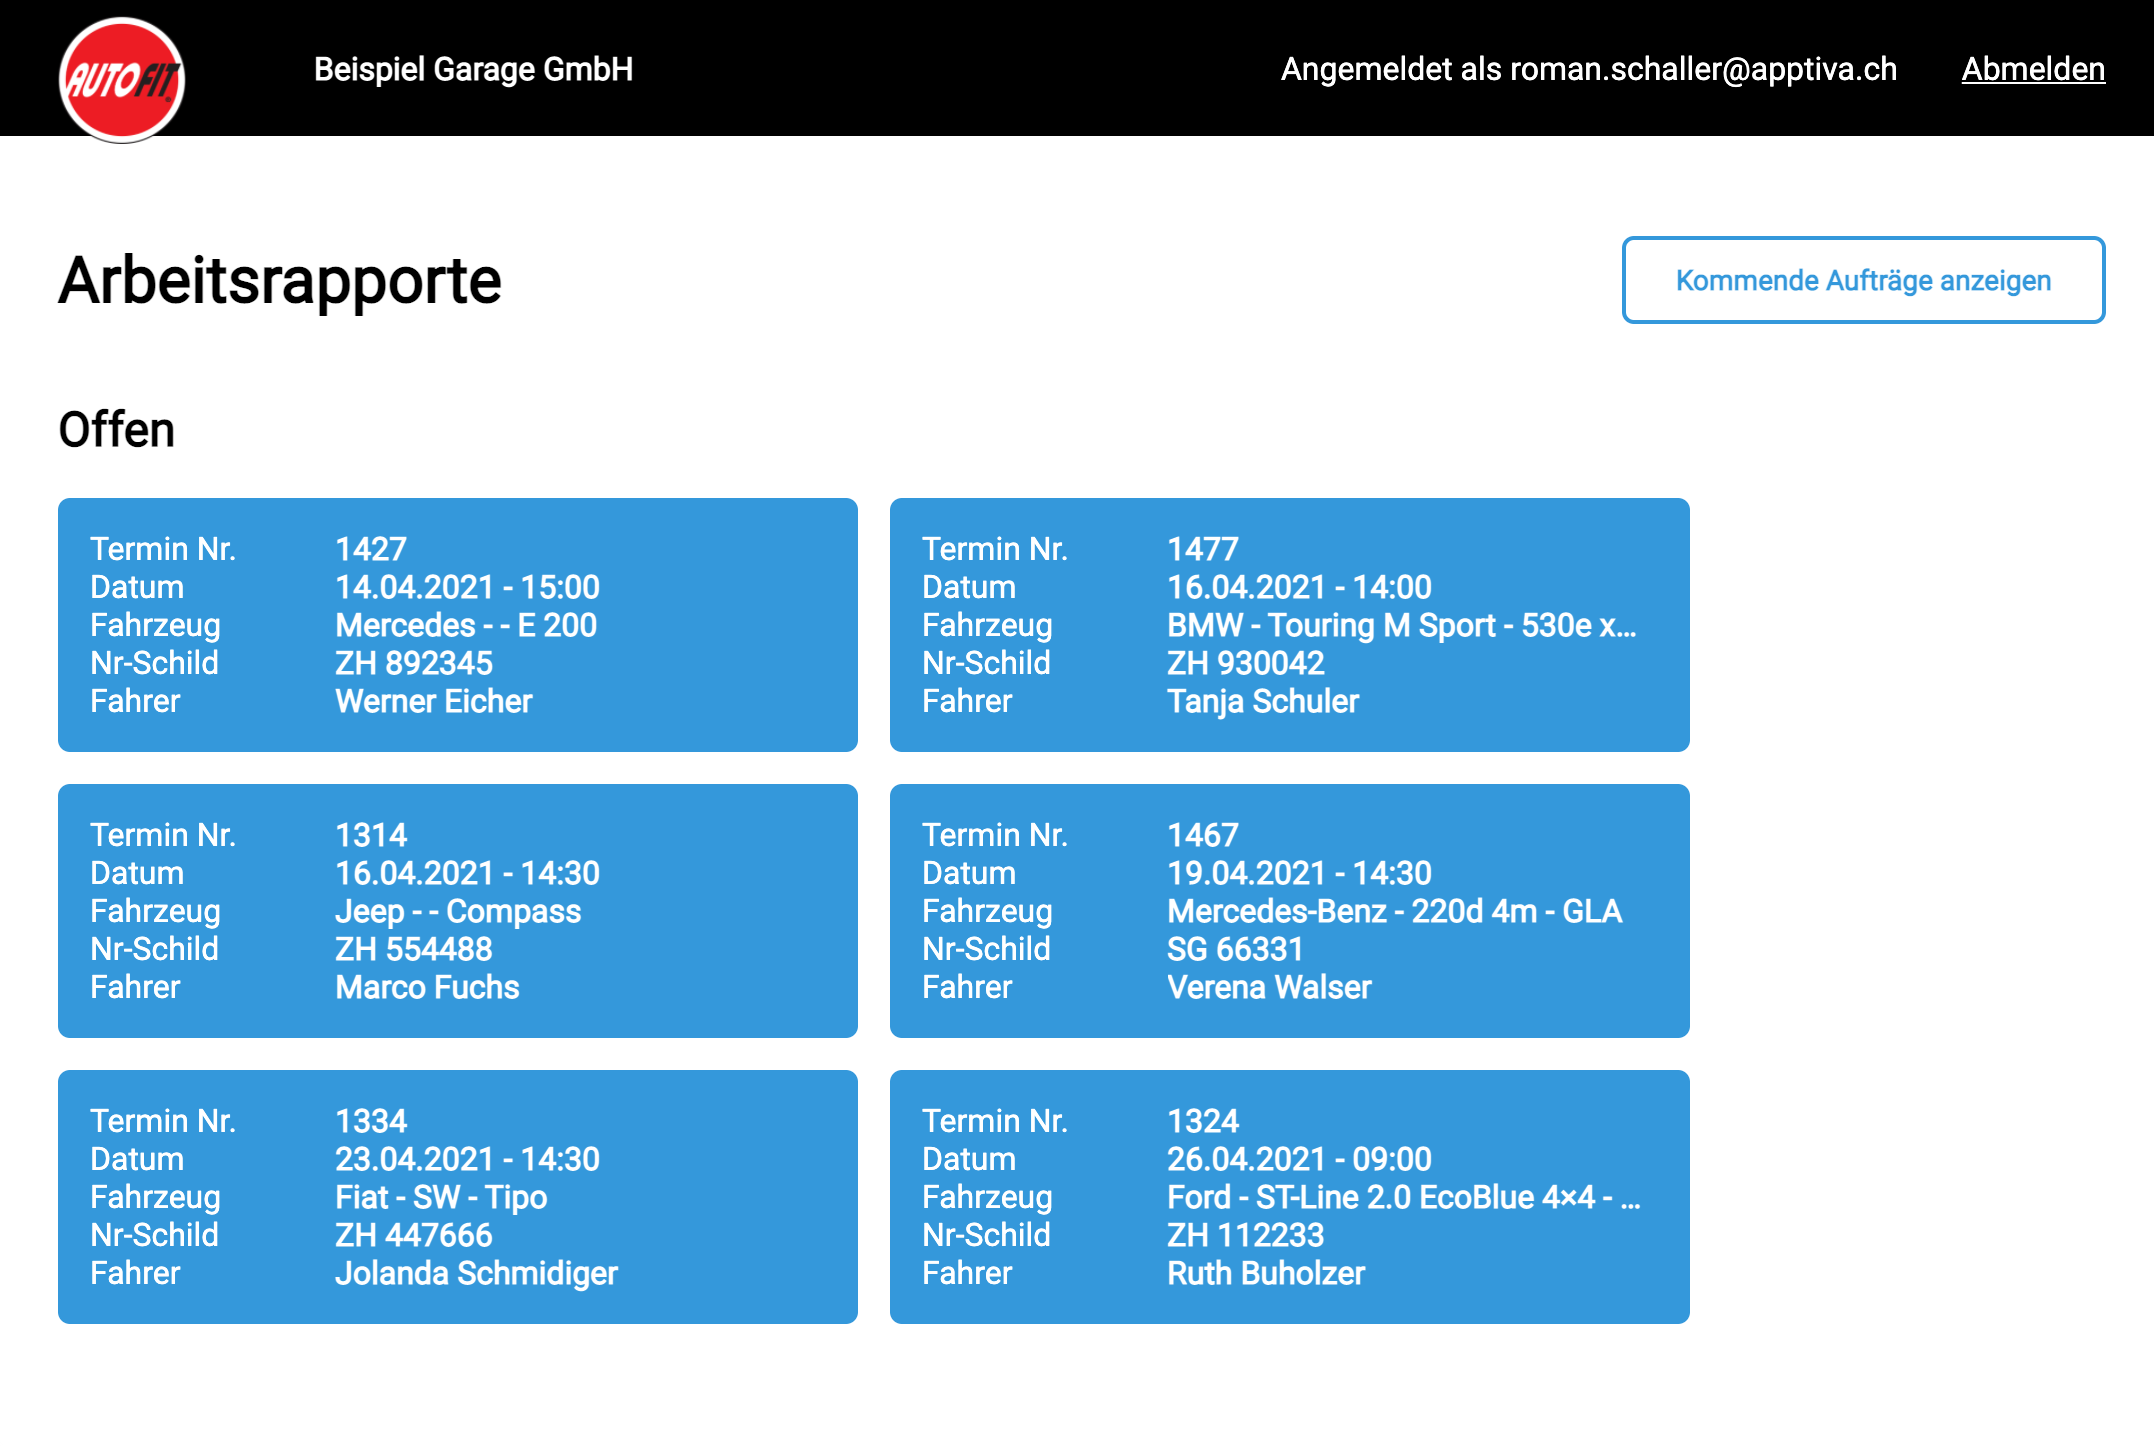 AUTOFIT
Beispiel Garage GmbH
Angemeldet als roman.schaller@apptiva.ch
Abmelden
Arbeitsrapporte
Kommende Aufträge anzeigen
Offen
Termin Nr. 1427
Datum 14.04.2021 - 15:00
Fahrzeug Mercedes - - E 200
Nr-Schild ZH 892345
Fahrer Werner Eicher
Termin Nr. 1477
Datum 16.04.2021 - 14:00
Fahrzeug BMW - Touring M Sport - 530e x...
Nr-Schild ZH 930042
Fahrer Tanja Schuler
Termin Nr. 1314
Datum 16.04.2021 - 14:30
Fahrzeug Jeep - - Compass
Nr-Schild ZH 554488
Fahrer Marco Fuchs
Termin Nr. 1467
Datum 19.04.2021 - 14:30
Fahrzeug Mercedes-Benz - 220d 4m - GLA
Nr-Schild SG 66331
Fahrer Verena Walser
Termin Nr. 1334
Datum 23.04.2021 - 14:30
Fahrzeug Fiat - SW - Tipo
Nr-Schild ZH 447666
Fahrer Jolanda Schmidiger
Termin Nr. 1324
Datum 26.04.2021 - 09:00
Fahrzeug Ford - ST-Line 2.0 EcoBlue 4×4 - ...
Nr-Schild ZH 112233
Fahrer Ruth Buholzer